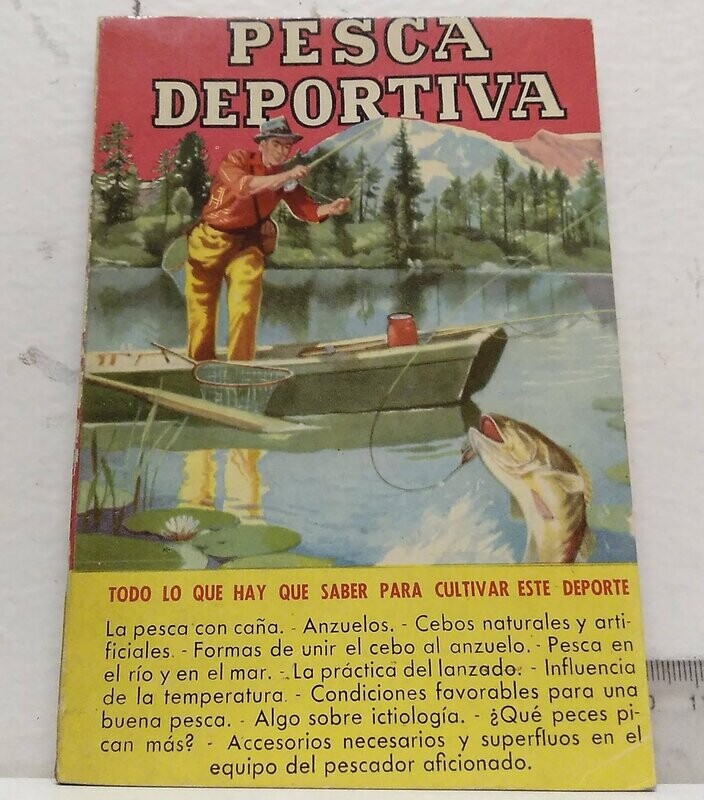 PESCA
DEPORTIVA
TODO LO QUE HAY QUE SABER PARA CULTIVAR ESTE DEPORTE
La pesca con caña. - Anzuelos. - Cebos naturales y arti-
ficiales. - Formas de unir el cebo al anzuelo. - Pesca en
el río y en el mar. - La práctica del lanzado. - Influencia
de la temperatura. - Condiciones favorables para una
buena pesca. - Algo sobre ictiología. - ¿Qué peces pi-
can más? - Accesorios necesarios y superfluos en el
equipo del pescador aficionado.